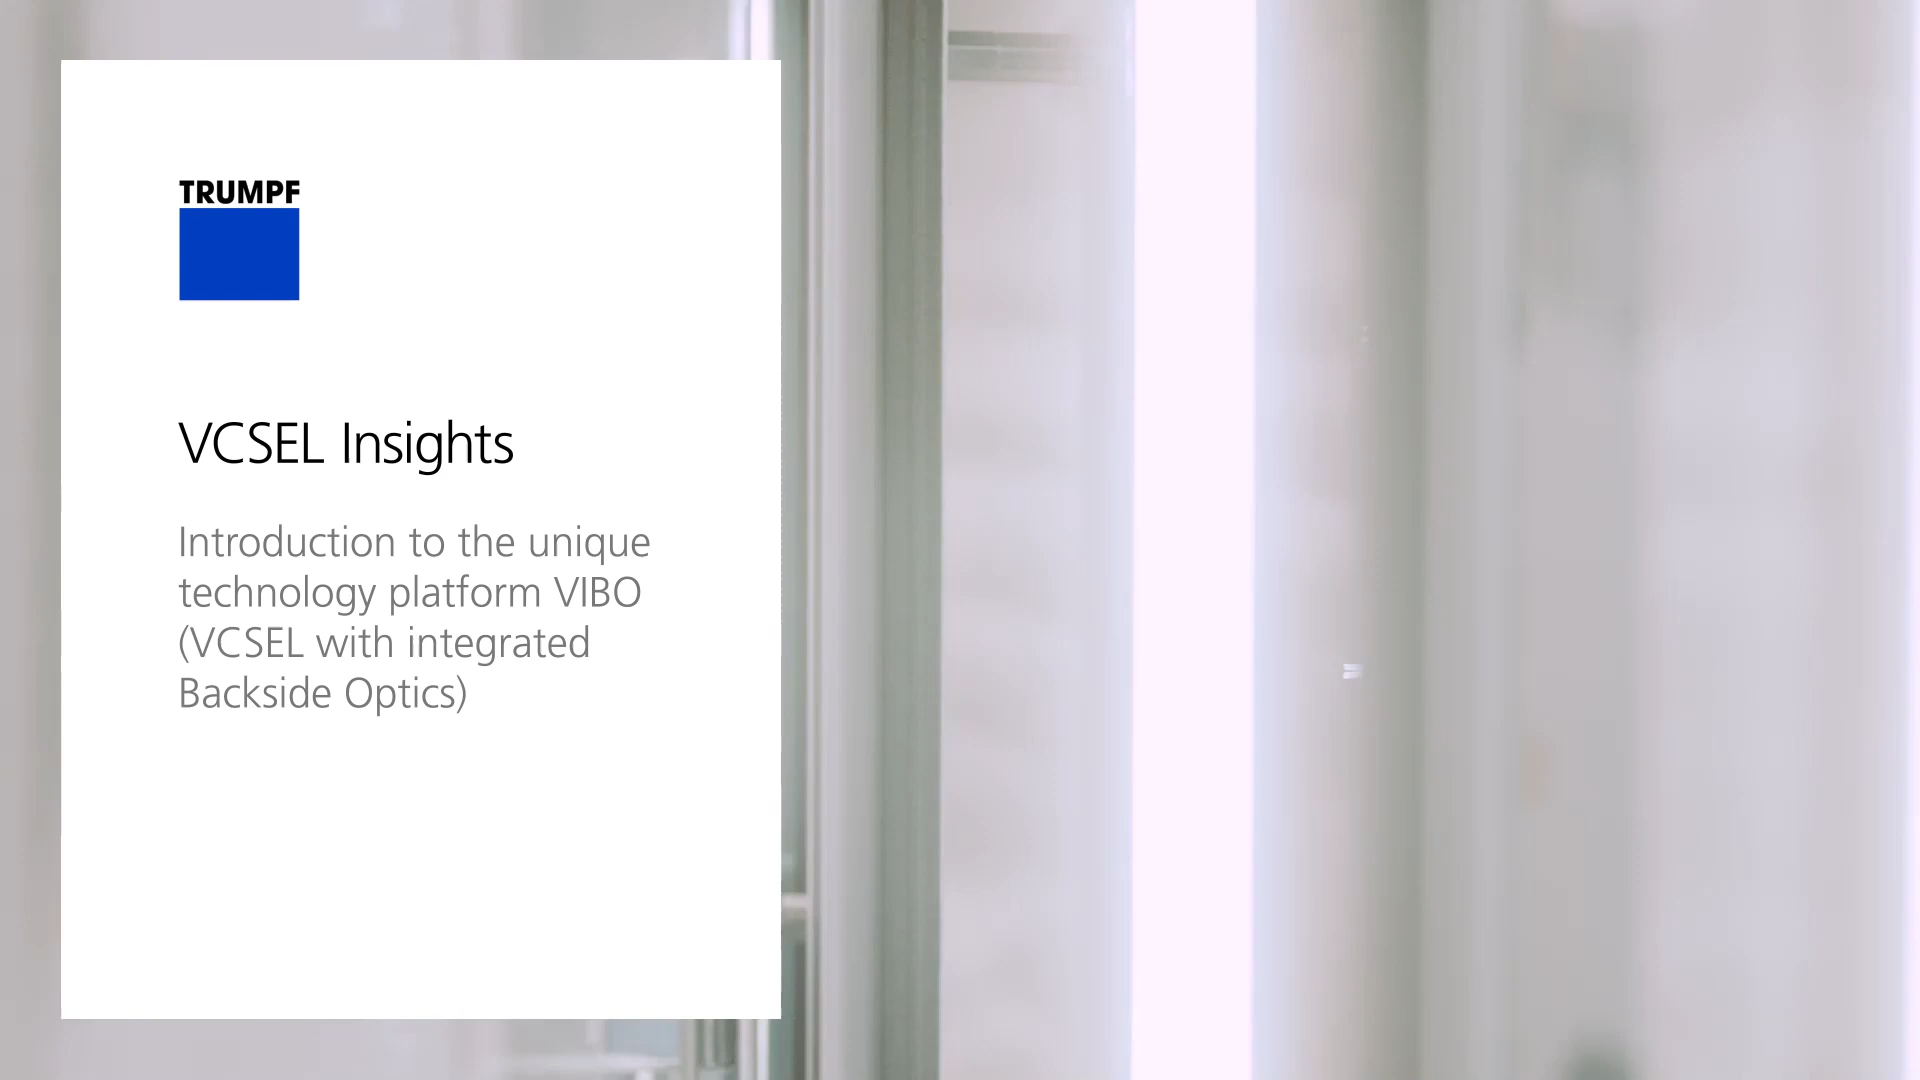 TRUMPF
VCSEL Insights
Introduction to the unique
technology platform VIBO
(VCSEL with integrated
Backside Optics)